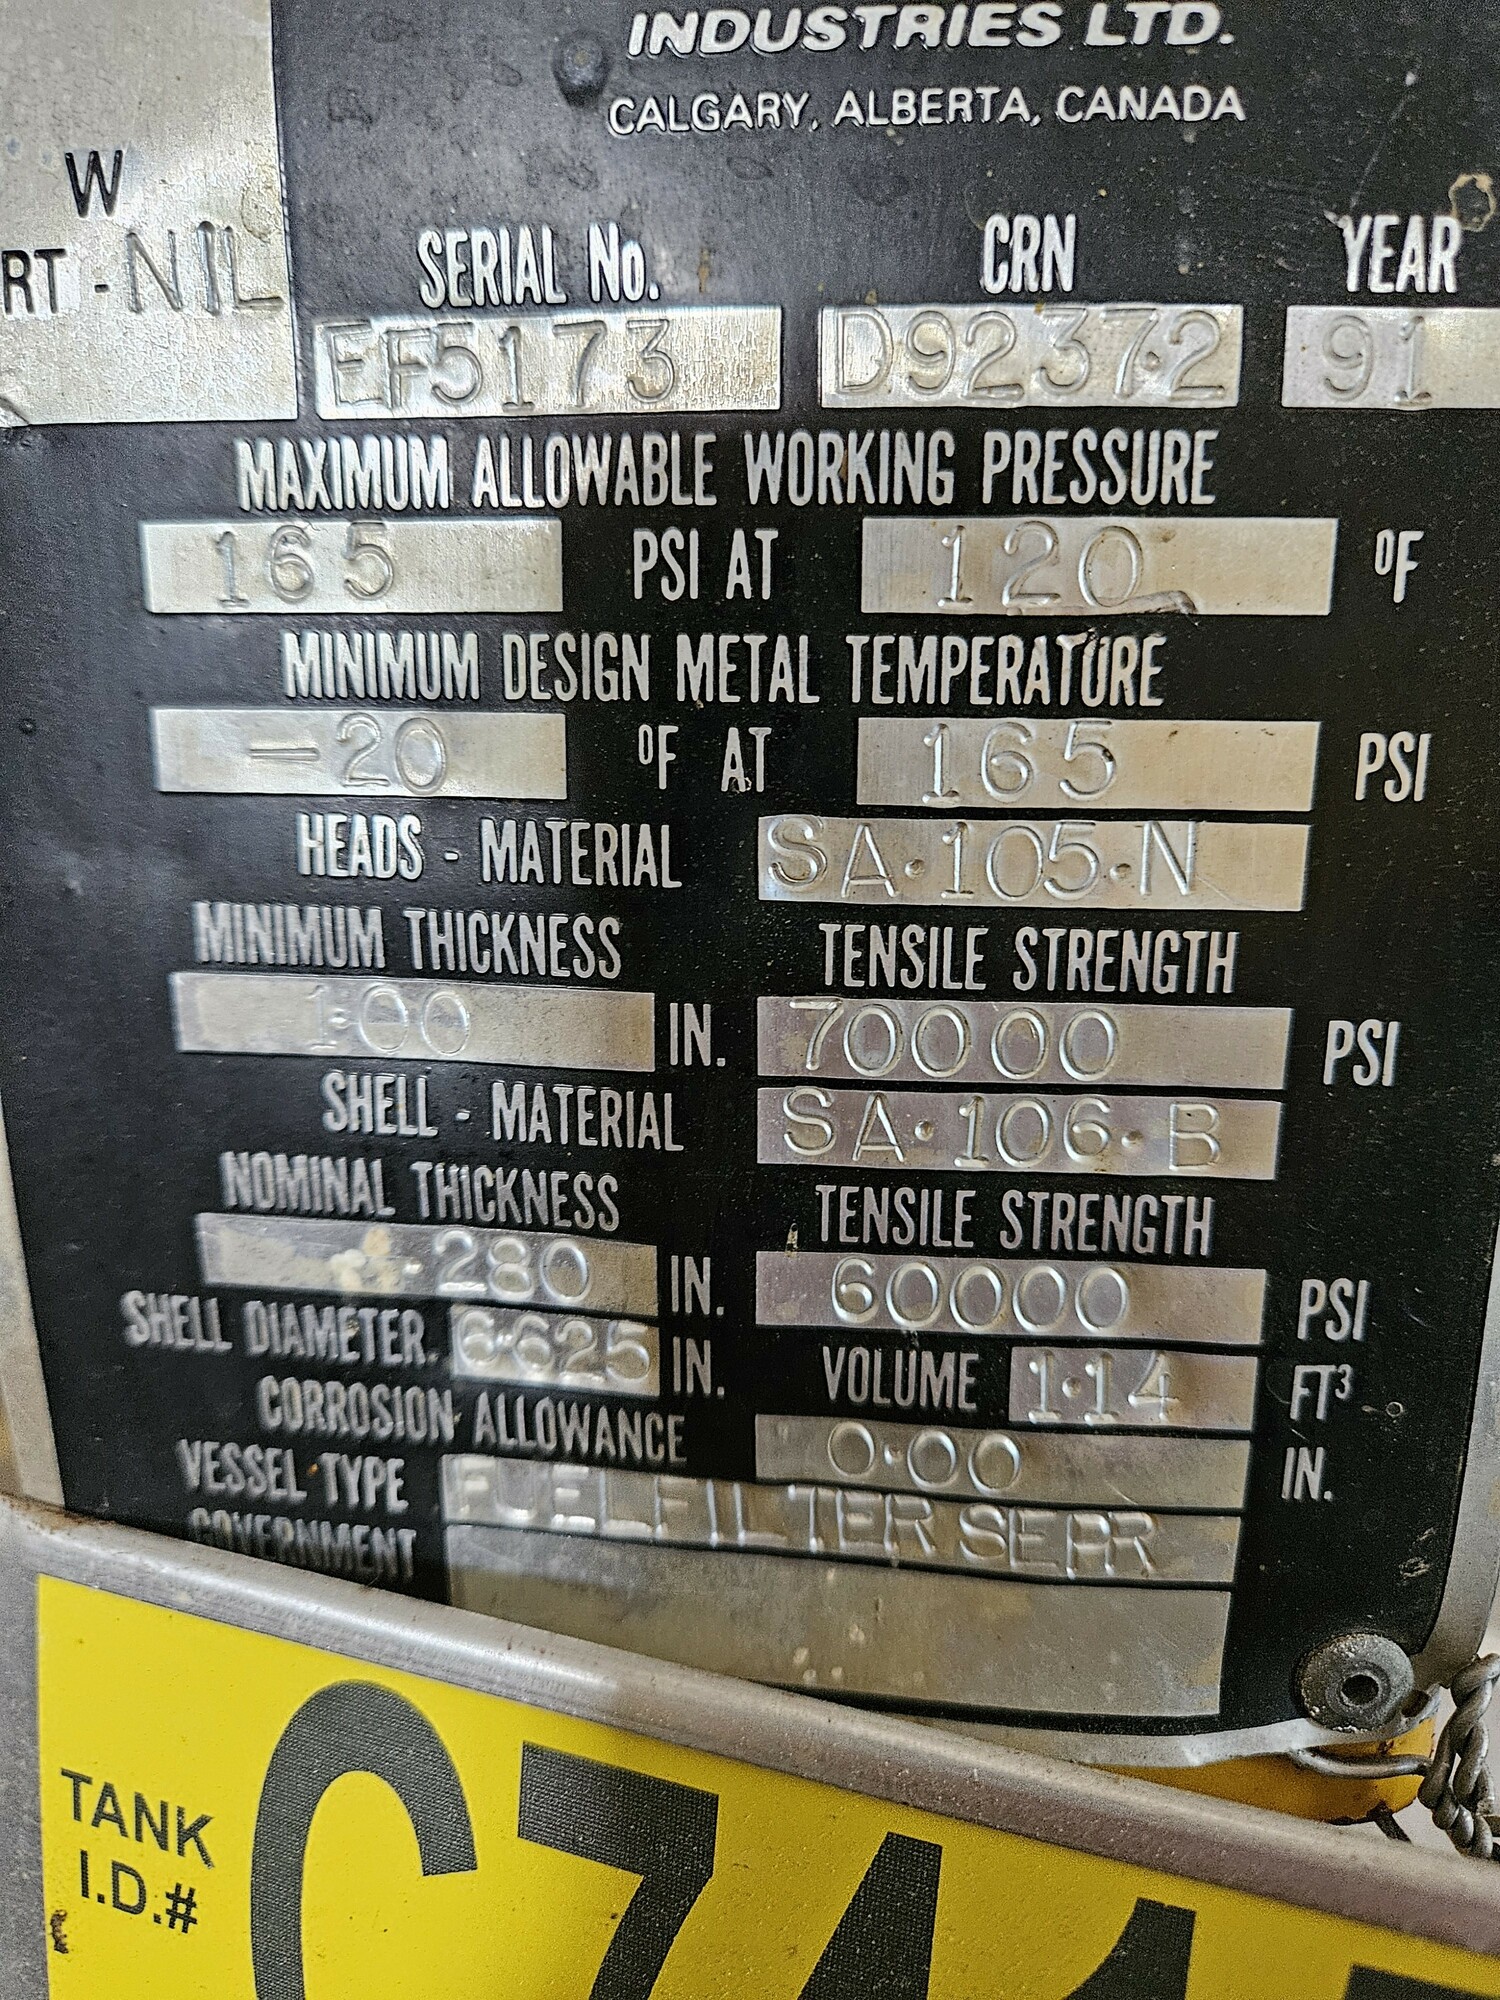 INDUSTRIES LTD.
CALGARY, ALBERTA, CANADA
W
RT - NIL
SERIAL No. CRN YEAR
EF5173 D9237.2 91
MAXIMUM ALLOWABLE WORKING PRESSURE
165 PSI AT 120 °F
MINIMUM DESIGN METAL TEMPERATURE
-20 °F AT 165 PSI
HEADS - MATERIAL SA·105·N
MINIMUM THICKNESS TENSILE STRENGTH
1·00 IN. 70000 PSI
SHELL - MATERIAL SA·106·B
NOMINAL THICKNESS TENSILE STRENGTH
·280 IN. 60000 PSI
SHELL DIAMETER. 6·625 IN. VOLUME 1·14 FT³
CORROSION ALLOWANCE 0·00 IN.
VESSEL TYPE FUELFILTER SEPR
GOVERNMENT
TANK
I.D.#